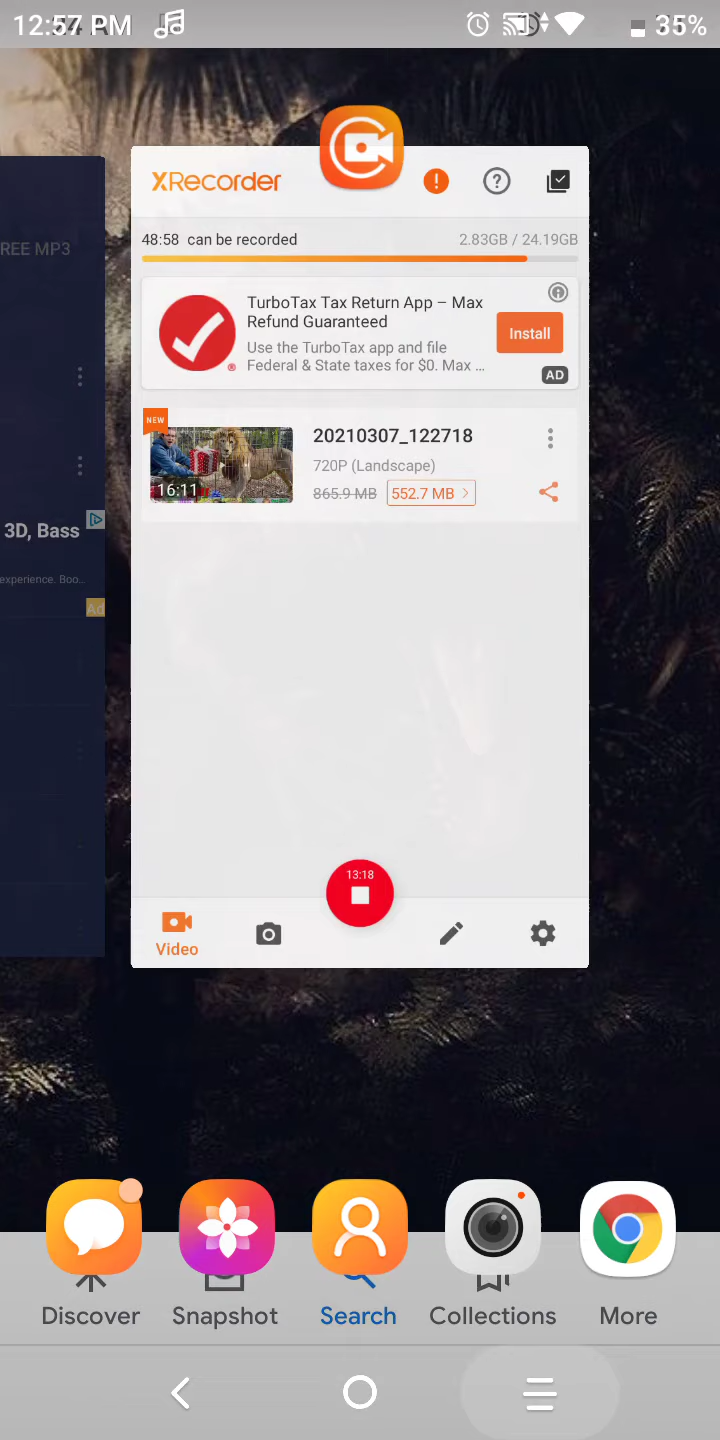 12:57 PM
35%
REE MP3
XRecorder
48:58 can be recorded
2.83GB / 24.19GB
TurboTax Tax Return App – Max
Refund Guaranteed
Install
Use the TurboTax app and file
Federal & State taxes for $0. Max ...
AD
NEW
20210307_122718
720P (Landscape)
16:11
865.9 MB
552.7 MB
3D, Bass
experience. Boo...
Ad
13:18
Video
Discover
Snapshot
Search
Collections
More